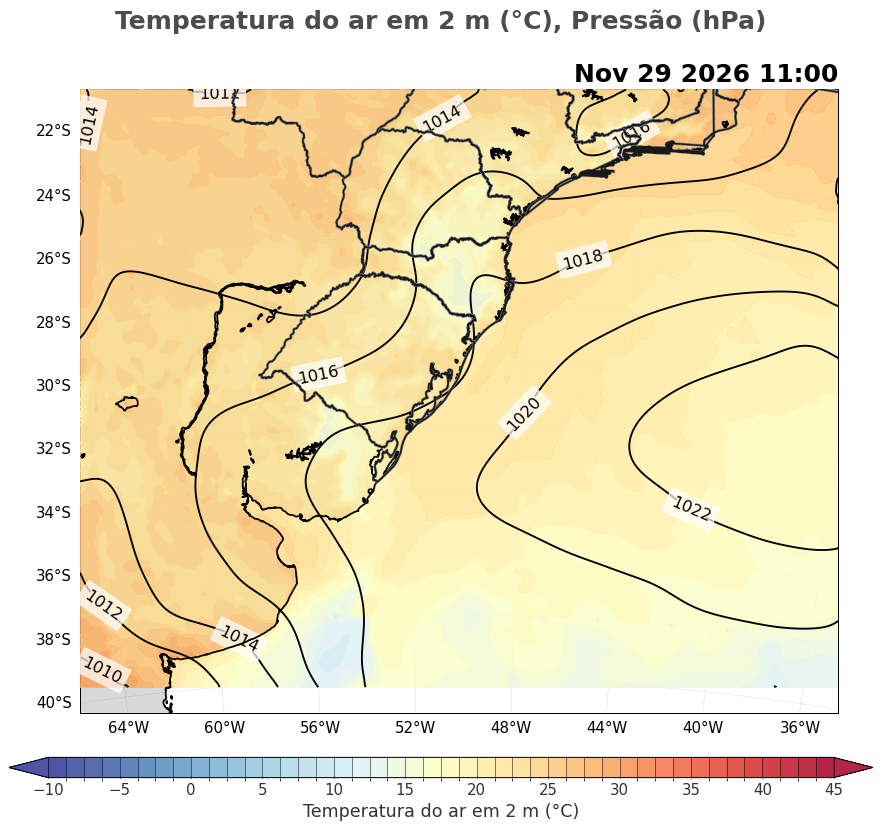 Temperatura do ar em 2 m (°C), Pressão (hPa)
Nov 29 2026 11:00
1012
1014
1014
1016
22°S
24°S
26°S
28°S
30°S
32°S
34°S
36°S
38°S
40°S
1018
1016
1020
1022
1012
1014
1010
64°W 60°W 56°W 52°W 48°W 44°W 40°W 36°W
−10 −5 0 5 10 15 20 25 30 35 40 45
Temperatura do ar em 2 m (°C)